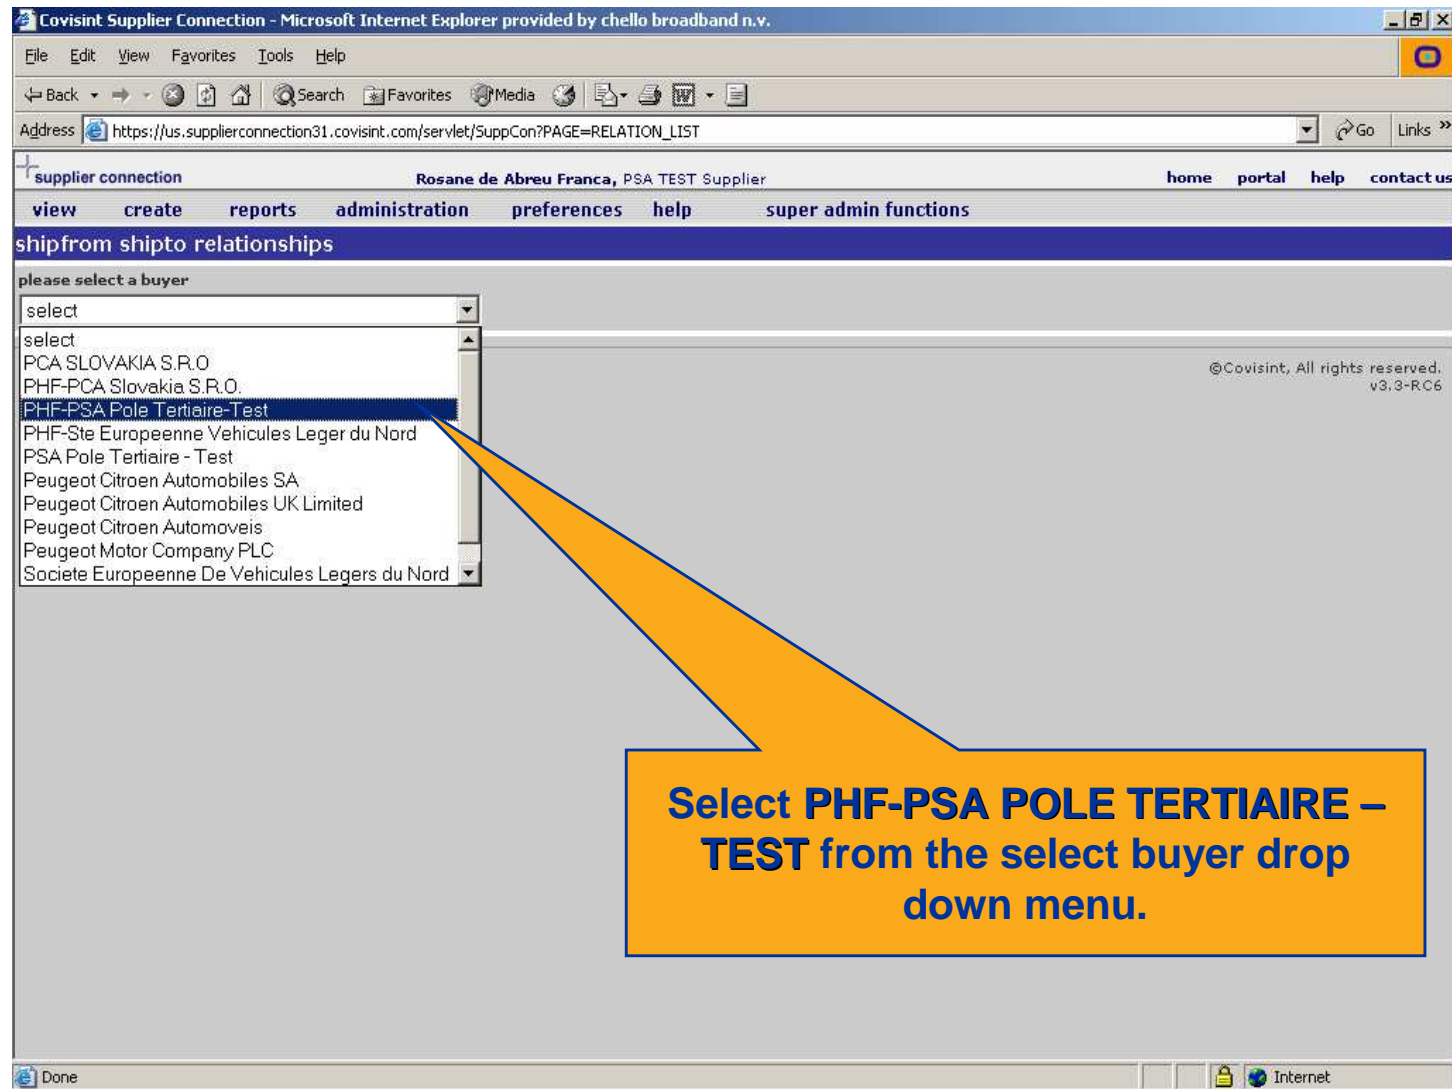 Covisint Supplier Connection - Microsoft Internet Explorer provided by chello broadband n.v.
File Edit View Favorites Tools Help
Back Search Favorites Media
Address https://us.supplierconnection31.covisint.com/servlet/SuppCon?PAGE=RELATION_LIST Go Links »
supplier connection Rosane de Abreu Franca, PSA TEST Supplier home portal help contact us
view create reports administration preferences help super admin functions
shipfrom shipto relationships
please select a buyer
select
select
PCA SLOVAKIA S.R.O
PHF-PCA Slovakia S.R.O.
PHF-PSA Pole Tertiaire-Test
PHF-Ste Europeenne Vehicules Leger du Nord
PSA Pole Tertiaire - Test
Peugeot Citroen Automobiles SA
Peugeot Citroen Automobiles UK Limited
Peugeot Citroen Automoveis
Peugeot Motor Company PLC
Societe Europeenne De Vehicules Legers du Nord
©Covisint, All rights reserved.
v3.3-RC6
Select PHF-PSA POLE TERTIAIRE –
TEST from the select buyer drop
down menu.
Done Internet